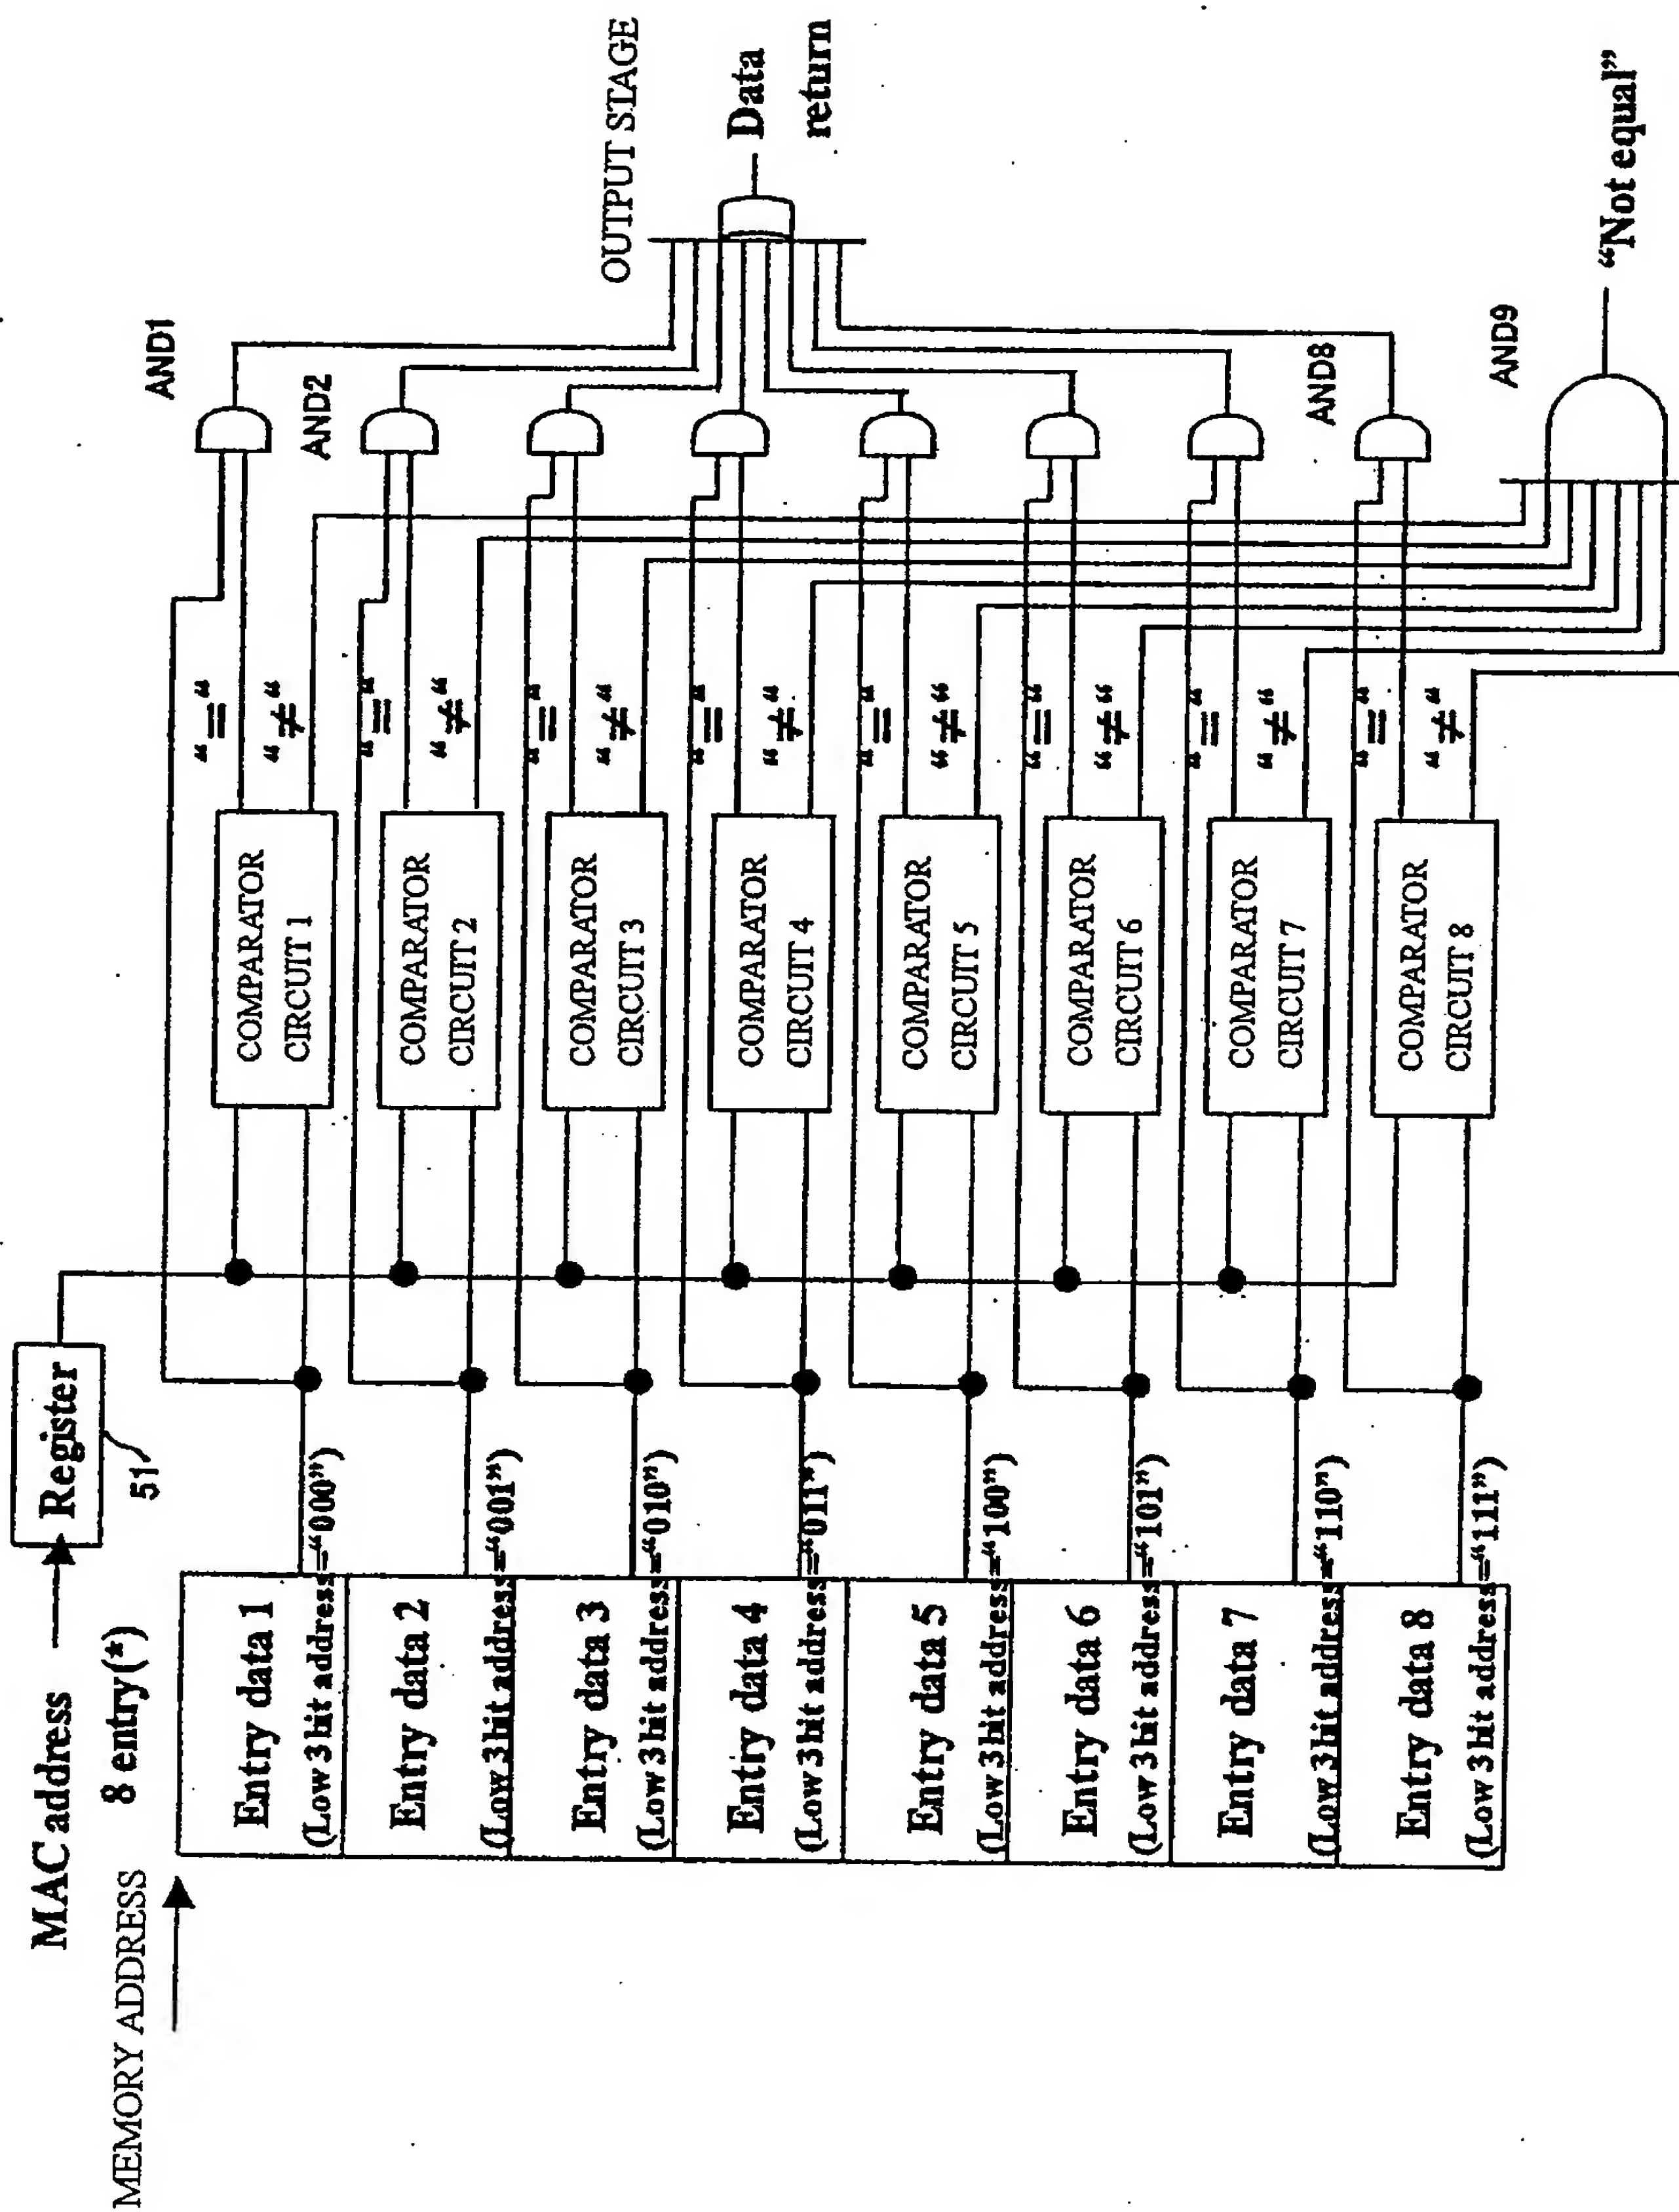 MAC address
Register
51
8 entry(*)
MEMORY ADDRESS
Entry data 1
(Low 3 bit address=“000”)
Entry data 2
(Low 3 bit address=“001”)
Entry data 3
(Low 3 bit address=“010”)
Entry data 4
(Low 3 bit address=“011”)
Entry data 5
(Low 3 bit address=“100”)
Entry data 6
(Low 3 bit address=“101”)
Entry data 7
(Low 3 bit address=“110”)
Entry data 8
(Low 3 bit address=“111”)
COMPARATOR
CIRCUIT 1
COMPARATOR
CIRCUIT 2
COMPARATOR
CIRCUIT 3
COMPARATOR
CIRCUIT 4
COMPARATOR
CIRCUIT 5
COMPARATOR
CIRCUIT 6
COMPARATOR
CIRCUIT 7
COMPARATOR
CIRCUIT 8
“=“
“≠“
“=“
“≠“
“=“
“≠“
“=“
“≠“
“=“
“≠“
“=“
“≠“
“=“
“≠“
“=“
“≠“
AND1
AND2
AND8
AND9
OUTPUT STAGE
Data
return
“Not equal”